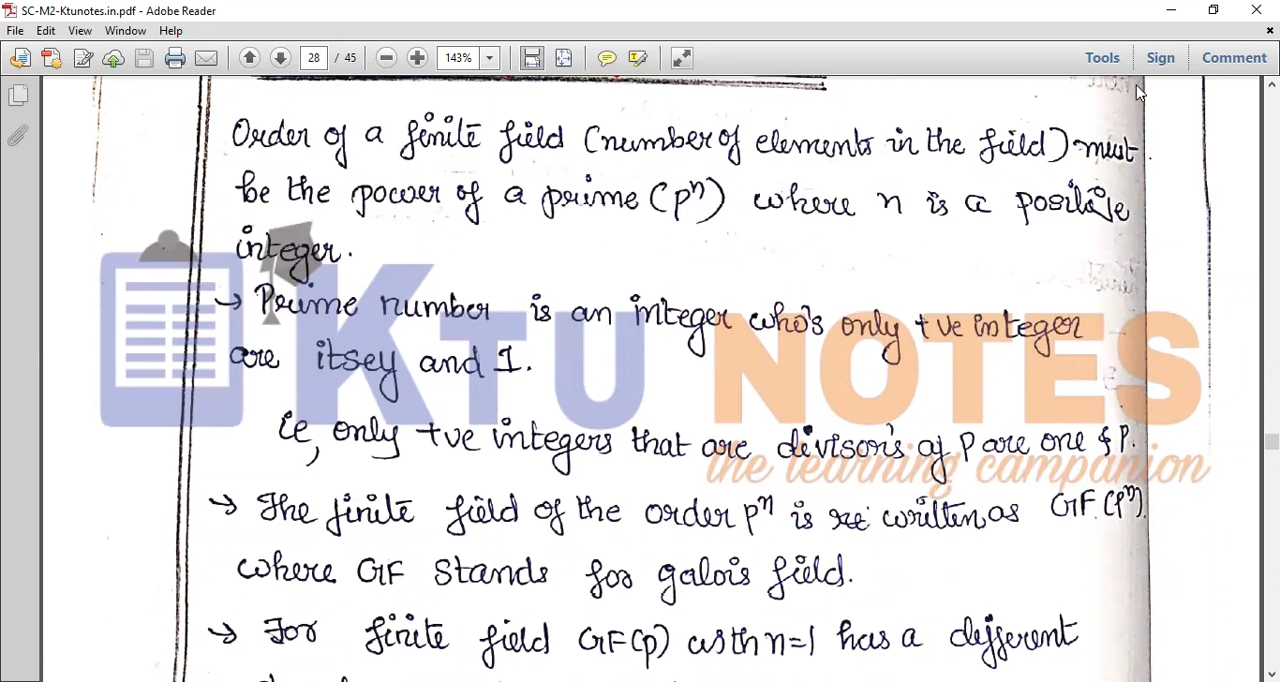 SC-M2-Ktunotes.in.pdf - Adobe Reader
File Edit View Window Help
28 / 45 143% Tools Sign Comment
Order of a finite field (number of elements in the field) must
be the power of a prime (pⁿ) where n is a positive
integer.
→ Prime number is an integer who's only +ve integer
are itsey and 1.
ie, only +ve integers that are divisor's of P are one & P.
→ The finite field of the order pⁿ is written as GF(pⁿ).
where GF stands for galois field.
→ For finite field GF(p) with n=1 has a different
KTU NOTES
the learning companion